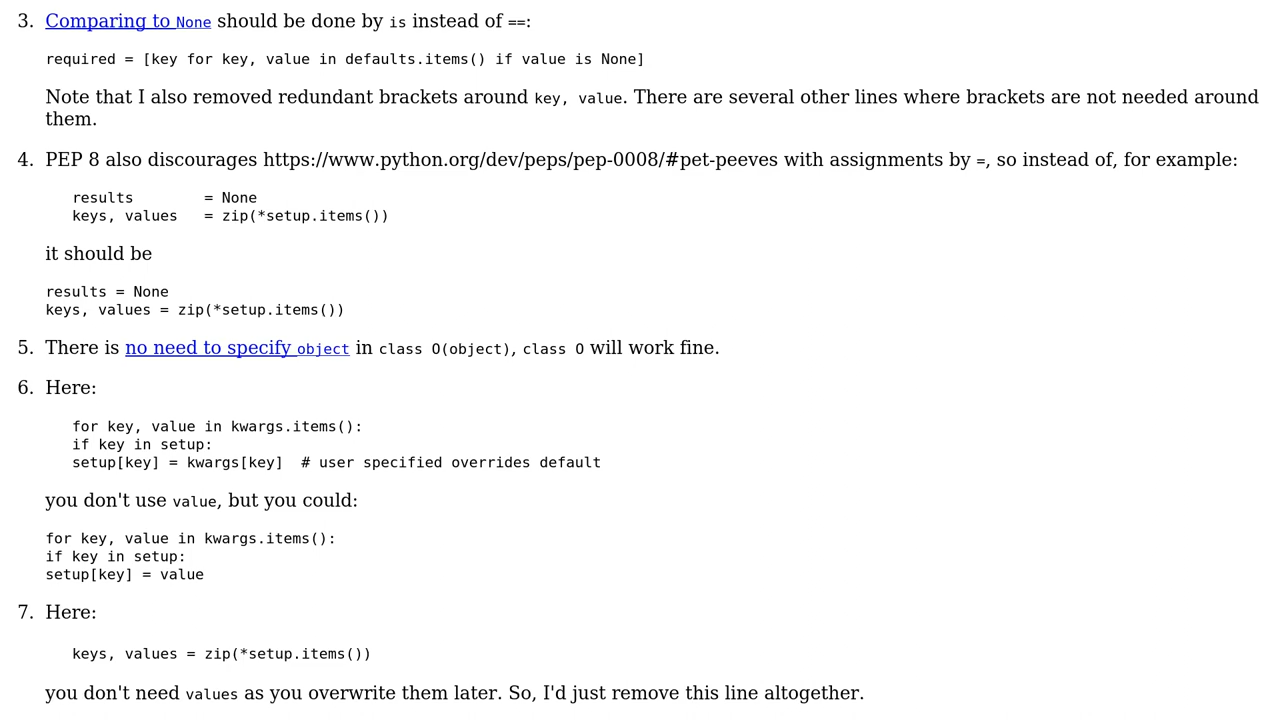 3. Comparing to None should be done by is instead of ==:
required = [key for key, value in defaults.items() if value is None]
Note that I also removed redundant brackets around key, value. There are several other lines where brackets are not needed around
them.
4. PEP 8 also discourages https://www.python.org/dev/peps/pep-0008/#pet-peeves with assignments by =, so instead of, for example:
results        = None
keys, values   = zip(*setup.items())
it should be
results = None
keys, values = zip(*setup.items())
5. There is no need to specify object in class O(object), class O will work fine.
6. Here:
for key, value in kwargs.items():
if key in setup:
setup[key] = kwargs[key]  # user specified overrides default
you don't use value, but you could:
for key, value in kwargs.items():
if key in setup:
setup[key] = value
7. Here:
keys, values = zip(*setup.items())
you don't need values as you overwrite them later. So, I'd just remove this line altogether.